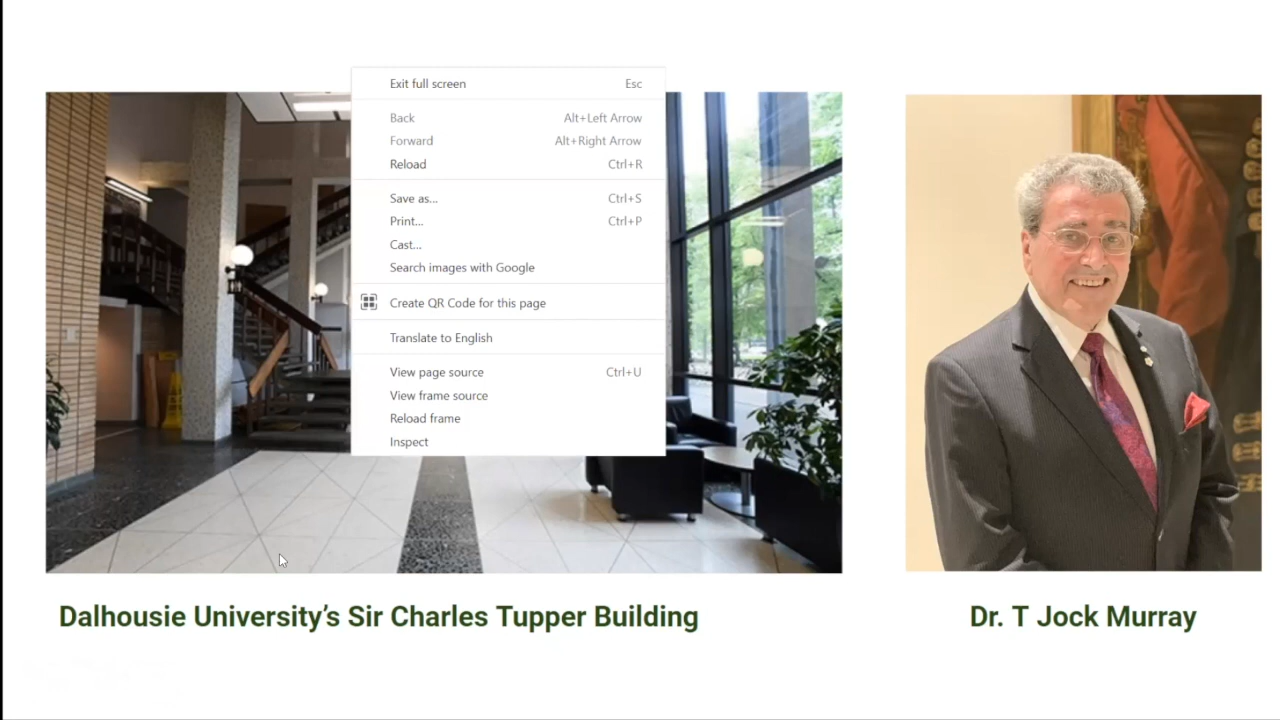 Exit full screen Esc
Back Alt+Left Arrow
Forward Alt+Right Arrow
Reload Ctrl+R
Save as... Ctrl+S
Print... Ctrl+P
Cast...
Search images with Google
Create QR Code for this page
Translate to English
View page source Ctrl+U
View frame source
Reload frame
Inspect
Dalhousie University’s Sir Charles Tupper Building
Dr. T Jock Murray